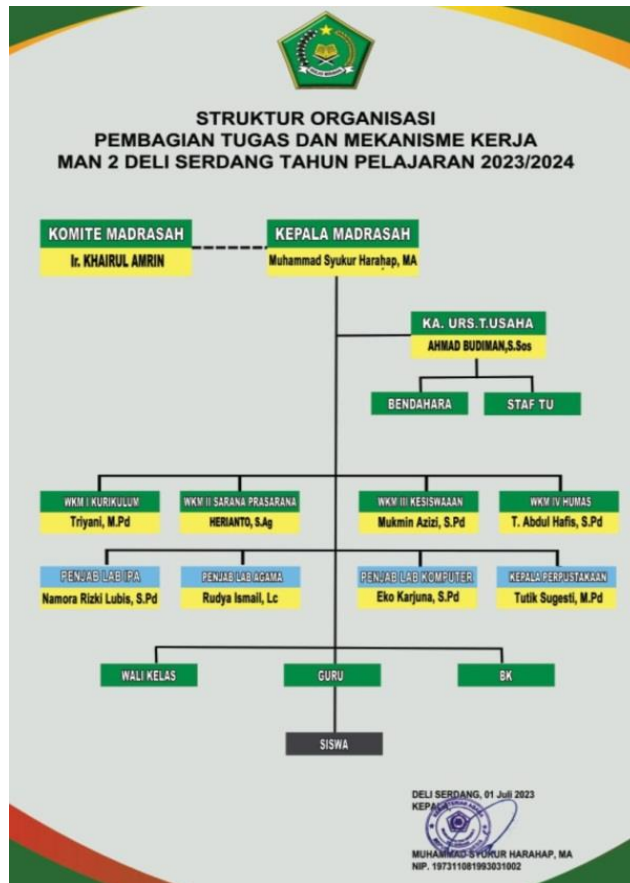 STRUKTUR ORGANISASI
PEMBAGIAN TUGAS DAN MEKANISME KERJA
MAN 2 DELI SERDANG TAHUN PELAJARAN 2023/2024
KOMITE MADRASAH
Ir. KHAIRUL AMRIN
KEPALA MADRASAH
Muhammad Syukur Harahap, MA
KA. URS.T.USAHA
AHMAD BUDIMAN,S.Sos
BENDAHARA
STAF TU
WKM I KURIKULUM
Triyani, M.Pd
WKM II SARANA PRASARANA
HERIANTO, S.Ag
WKM III KESISWAAAN
Mukmin Azizi, S.Pd
WKM IV HUMAS
T. Abdul Hafis, S.Pd
PENJAB LAB IPA
Namora Rizki Lubis, S.Pd
PENJAB LAB AGAMA
Rudya Ismail, Lc
PENJAB LAB KOMPUTER
Eko Karjuna, S.Pd
KEPALA PERPUSTAKAAN
Tutik Sugesti, M.Pd
WALI KELAS
GURU
BK
SISWA
DELI SERDANG, 01 Juli 2023
KEPALA
MUHAMMAD SYUKUR HARAHAP, MA
NIP. 197311081993031002